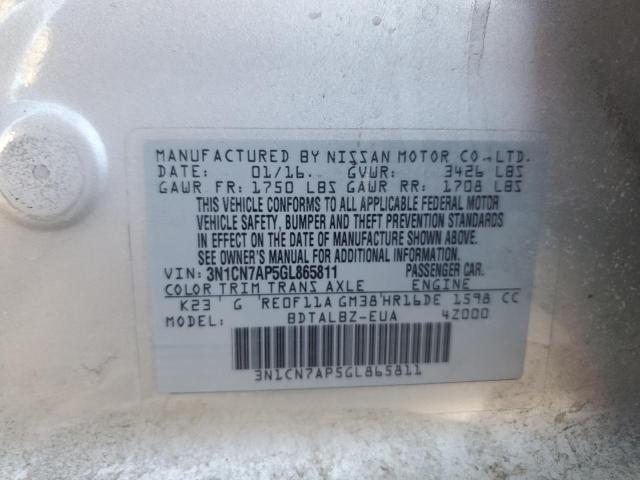 MANUFACTURED BY NISSAN MOTOR CO., LTD.
DATE: 01/16. GVWR: 3426 LBS
GAWR FR: 1750 LBS GAWR RR: 1708 LBS
THIS VEHICLE CONFORMS TO ALL APPLICABLE FEDERAL MOTOR
VEHICLE SAFETY, BUMPER AND THEFT PREVENTION STANDARDS
IN EFFECT ON THE DATE OF MANUFACTURE SHOWN ABOVE.
SEE OWNER'S MANUAL FOR ADDITIONAL INFORMATION.
VIN: 3N1CN7AP5GL865811 PASSENGER CAR.
COLOR TRIM TRANS AXLE ENGINE
K23 G RE0F11A GM38 HR16DE 1598 CC
MODEL: BDTALBZ-EUA 4Z000
3N1CN7AP5GL865811